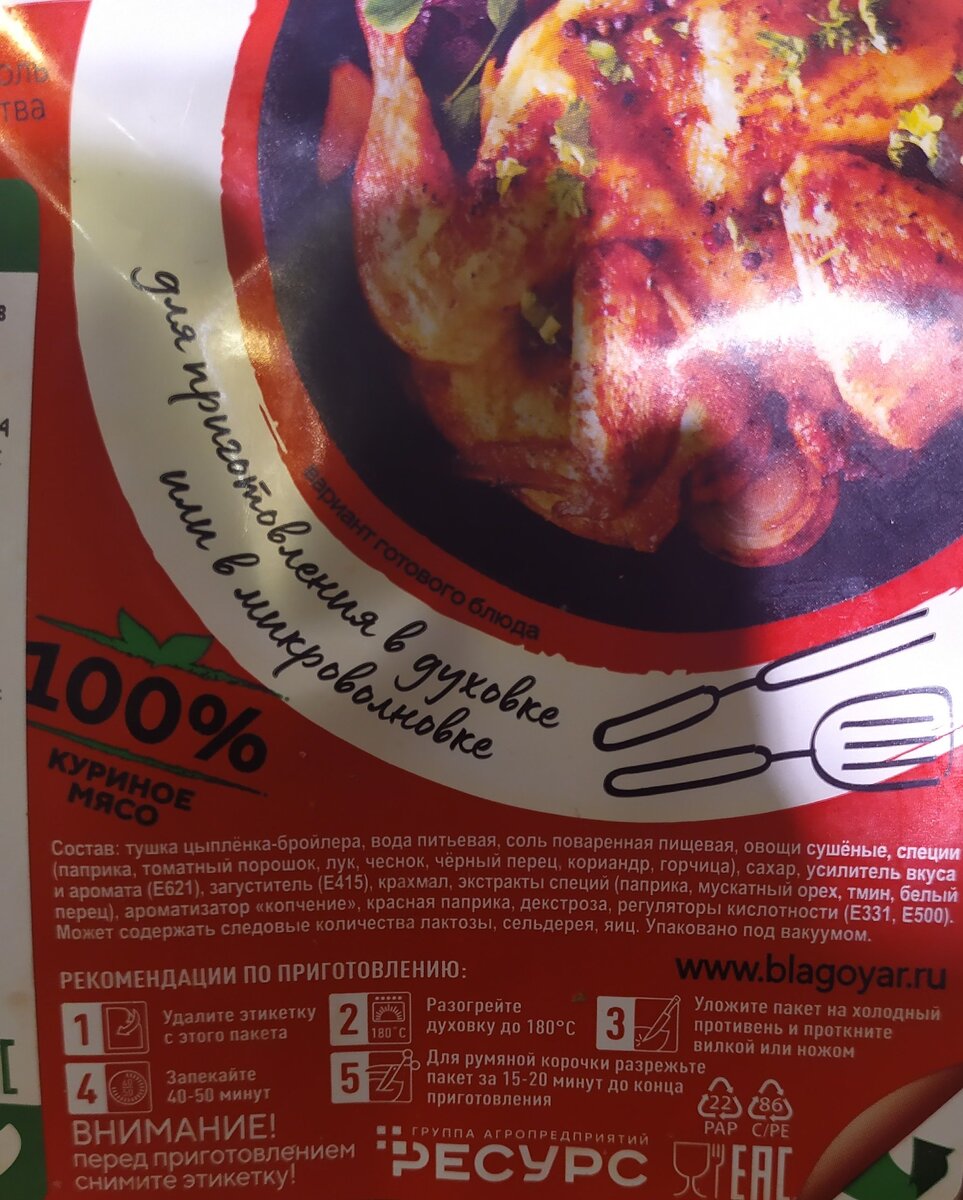 для приготовления в духовке
или в микроволновке
вариант готового блюда
100%
КУРИНОЕ
МЯСО
Состав: тушка цыплёнка-бройлера, вода питьевая, соль поваренная пищевая, овощи сушёные, специи
(паприка, томатный порошок, лук, чеснок, чёрный перец, кориандр, горчица), сахар, усилитель вкуса
и аромата (Е621), загуститель (Е415), крахмал, экстракты специй (паприка, мускатный орех, тмин, белый
перец), ароматизатор «копчение», красная паприка, декстроза, регуляторы кислотности (Е331, Е500).
Может содержать следовые количества лактозы, сельдерея, яиц. Упаковано под вакуумом.
www.blagoyar.ru
РЕКОМЕНДАЦИИ ПО ПРИГОТОВЛЕНИЮ:
1
Удалите этикетку
с этого пакета
2
180°С
Разогрейте
духовку до 180°С
3
Уложите пакет на холодный
противень и проткните
вилкой или ножом
4
Запекайте
40-50 минут
5
Для румяной корочки разрежьте
пакет за 15-20 минут до конца
приготовления
22
PAP
86
C/PE
ВНИМАНИЕ!
перед приготовлением
снимите этикетку!
ГРУППА АГРОПРЕДПРИЯТИЙ
РЕСУРС
EAC